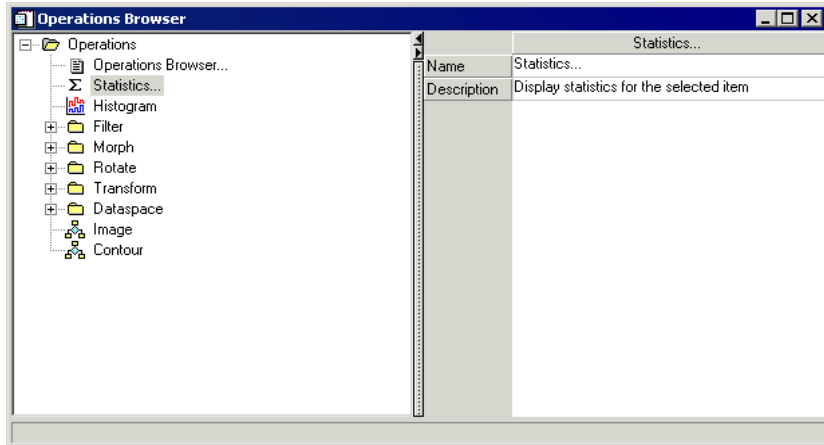 Operations Browser
Operations
Operations Browser...
Σ Statistics...
Histogram
Filter
Morph
Rotate
Transform
Dataspace
Image
Contour
Statistics...
Name Statistics...
Description Display statistics for the selected item